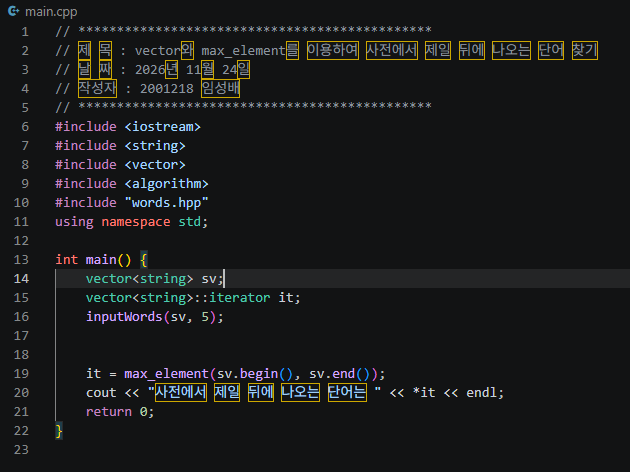 main.cpp
1 // **********************************************
2 // 제 목 : vector와 max_element를 이용하여 사전에서 제일 뒤에 나오는 단어 찾기
3 // 날 짜 : 2026년 11월 24일
4 // 작성자 : 2001218 임성배
5 // **********************************************
6 #include <iostream>
7 #include <string>
8 #include <vector>
9 #include <algorithm>
10 #include "words.hpp"
11 using namespace std;
12
13 int main() {
14     vector<string> sv;
15     vector<string>::iterator it;
16     inputWords(sv, 5);
17
18
19     it = max_element(sv.begin(), sv.end());
20     cout << "사전에서 제일 뒤에 나오는 단어는 " << *it << endl;
21     return 0;
22 }
23